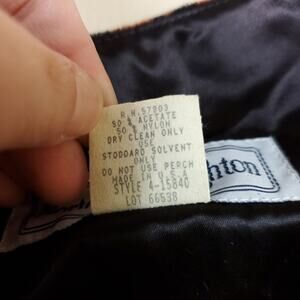 R.N.57803
50% ACETATE
50% NYLON
DRY CLEAN ONLY
USE
STODDARD SOLVENT
ONLY
DO NOT USE PERCH
MADE IN U.S.A
STYLE 4-15840
LOT 66538